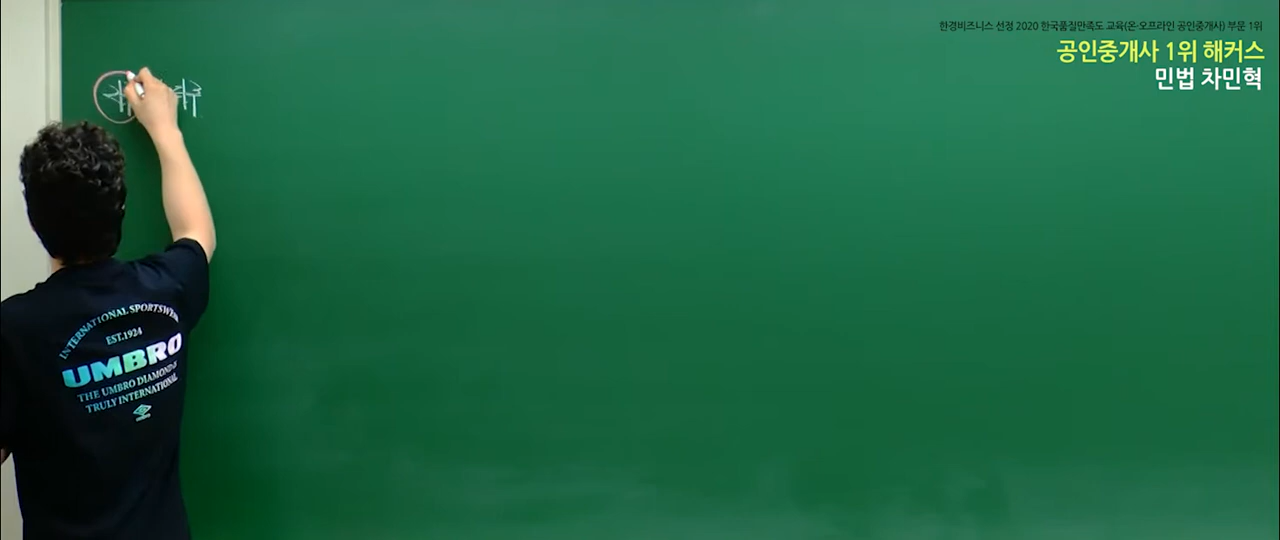 한경비즈니스 선정 2020 한국품질만족도 교육(온·오프라인 공인중개사) 부문 1위
공인중개사 1위 해커스
민법 차민혁
INTERNATIONAL SPORTSWEAR
EST.1924
UMBRO
THE UMBRO DIAMOND IS
TRULY INTERNATIONAL